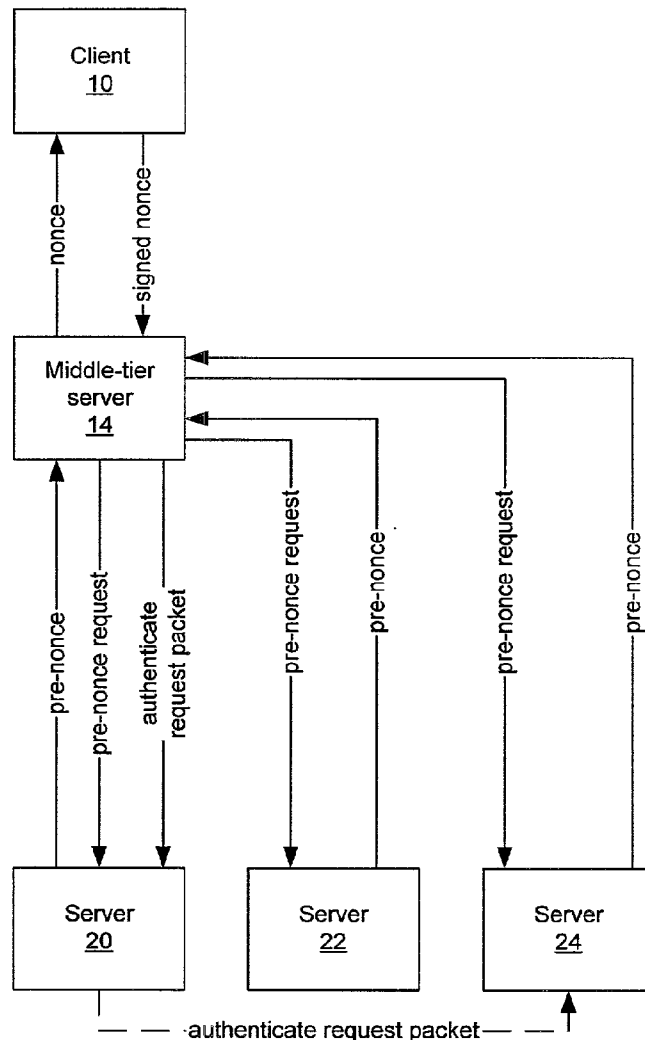 Client
10
nonce
signed nonce
Middle-tier
server
14
pre-nonce
pre-nonce request
authenticate
request packet
pre-nonce request
pre-nonce
pre-nonce request
pre-nonce
Server
20
Server
22
Server
24
authenticate request packet